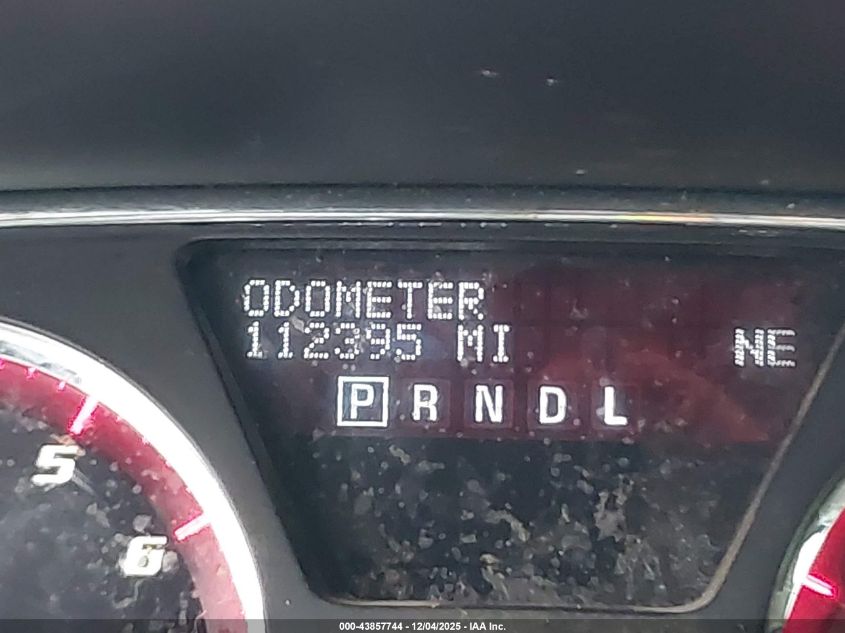 ODOMETER
112395 MI NE
P R N D L
5
6
000-43857744 - 12/04/2025 - IAA Inc.